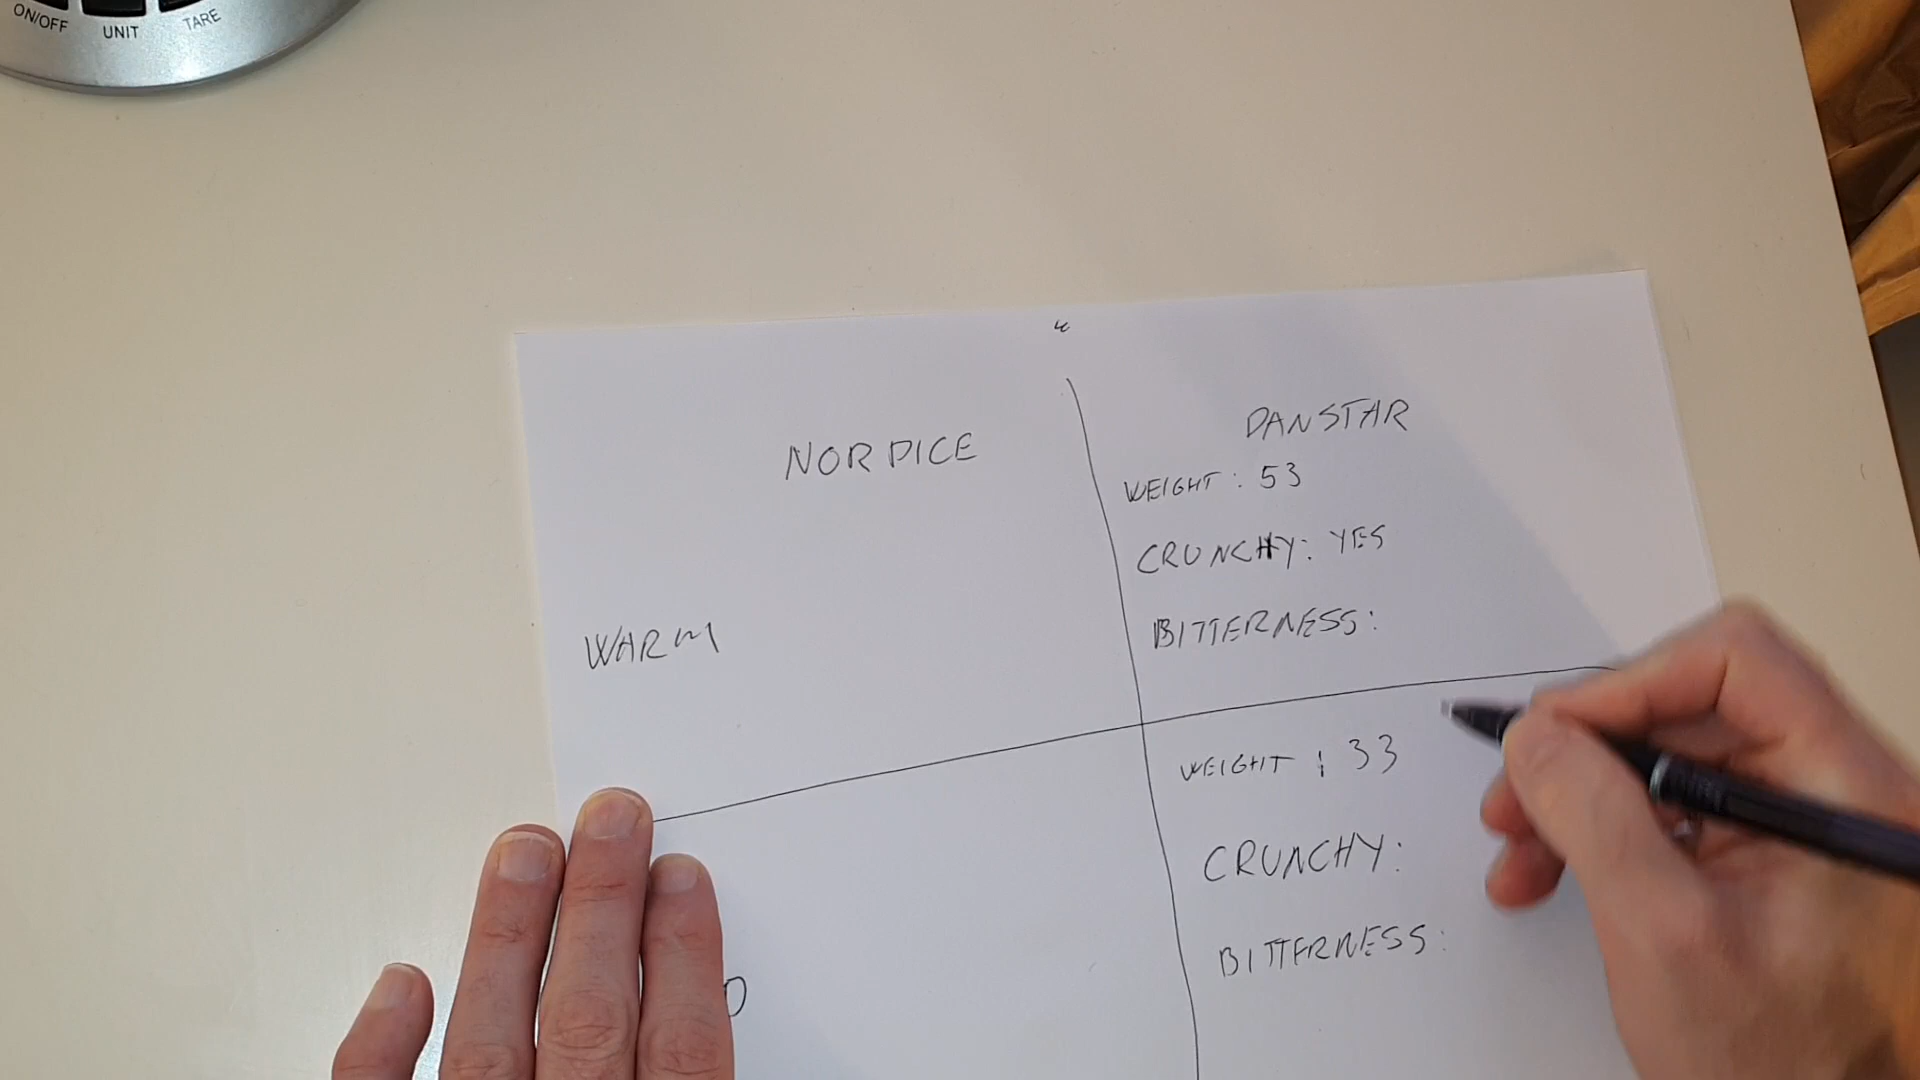 ON/OFF UNIT TARE
NORDICE
DANSTAR
WEIGHT: 53
CRUNCHY: YES
BITTERNESS:
WARM
WEIGHT: 33
CRUNCHY:
BITTERNESS: